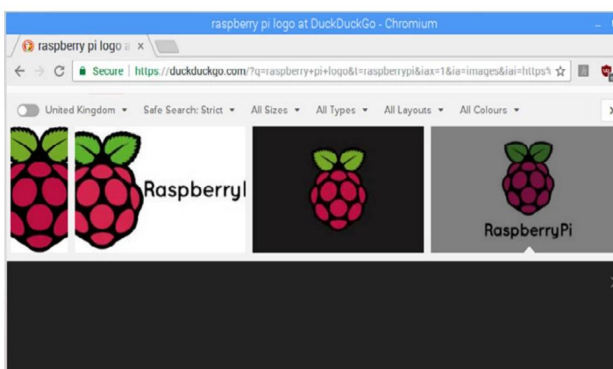 raspberry pi logo at DuckDuckGo - Chromium
raspberry pi logo a
Secure https://duckduckgo.com/?q=raspberry+pi+logo&t=raspberrypi&iax=1&ia=images&iai=https%
United Kingdom Safe Search: Strict All Sizes All Types All Layouts All Colours
Raspberry
RaspberryPi